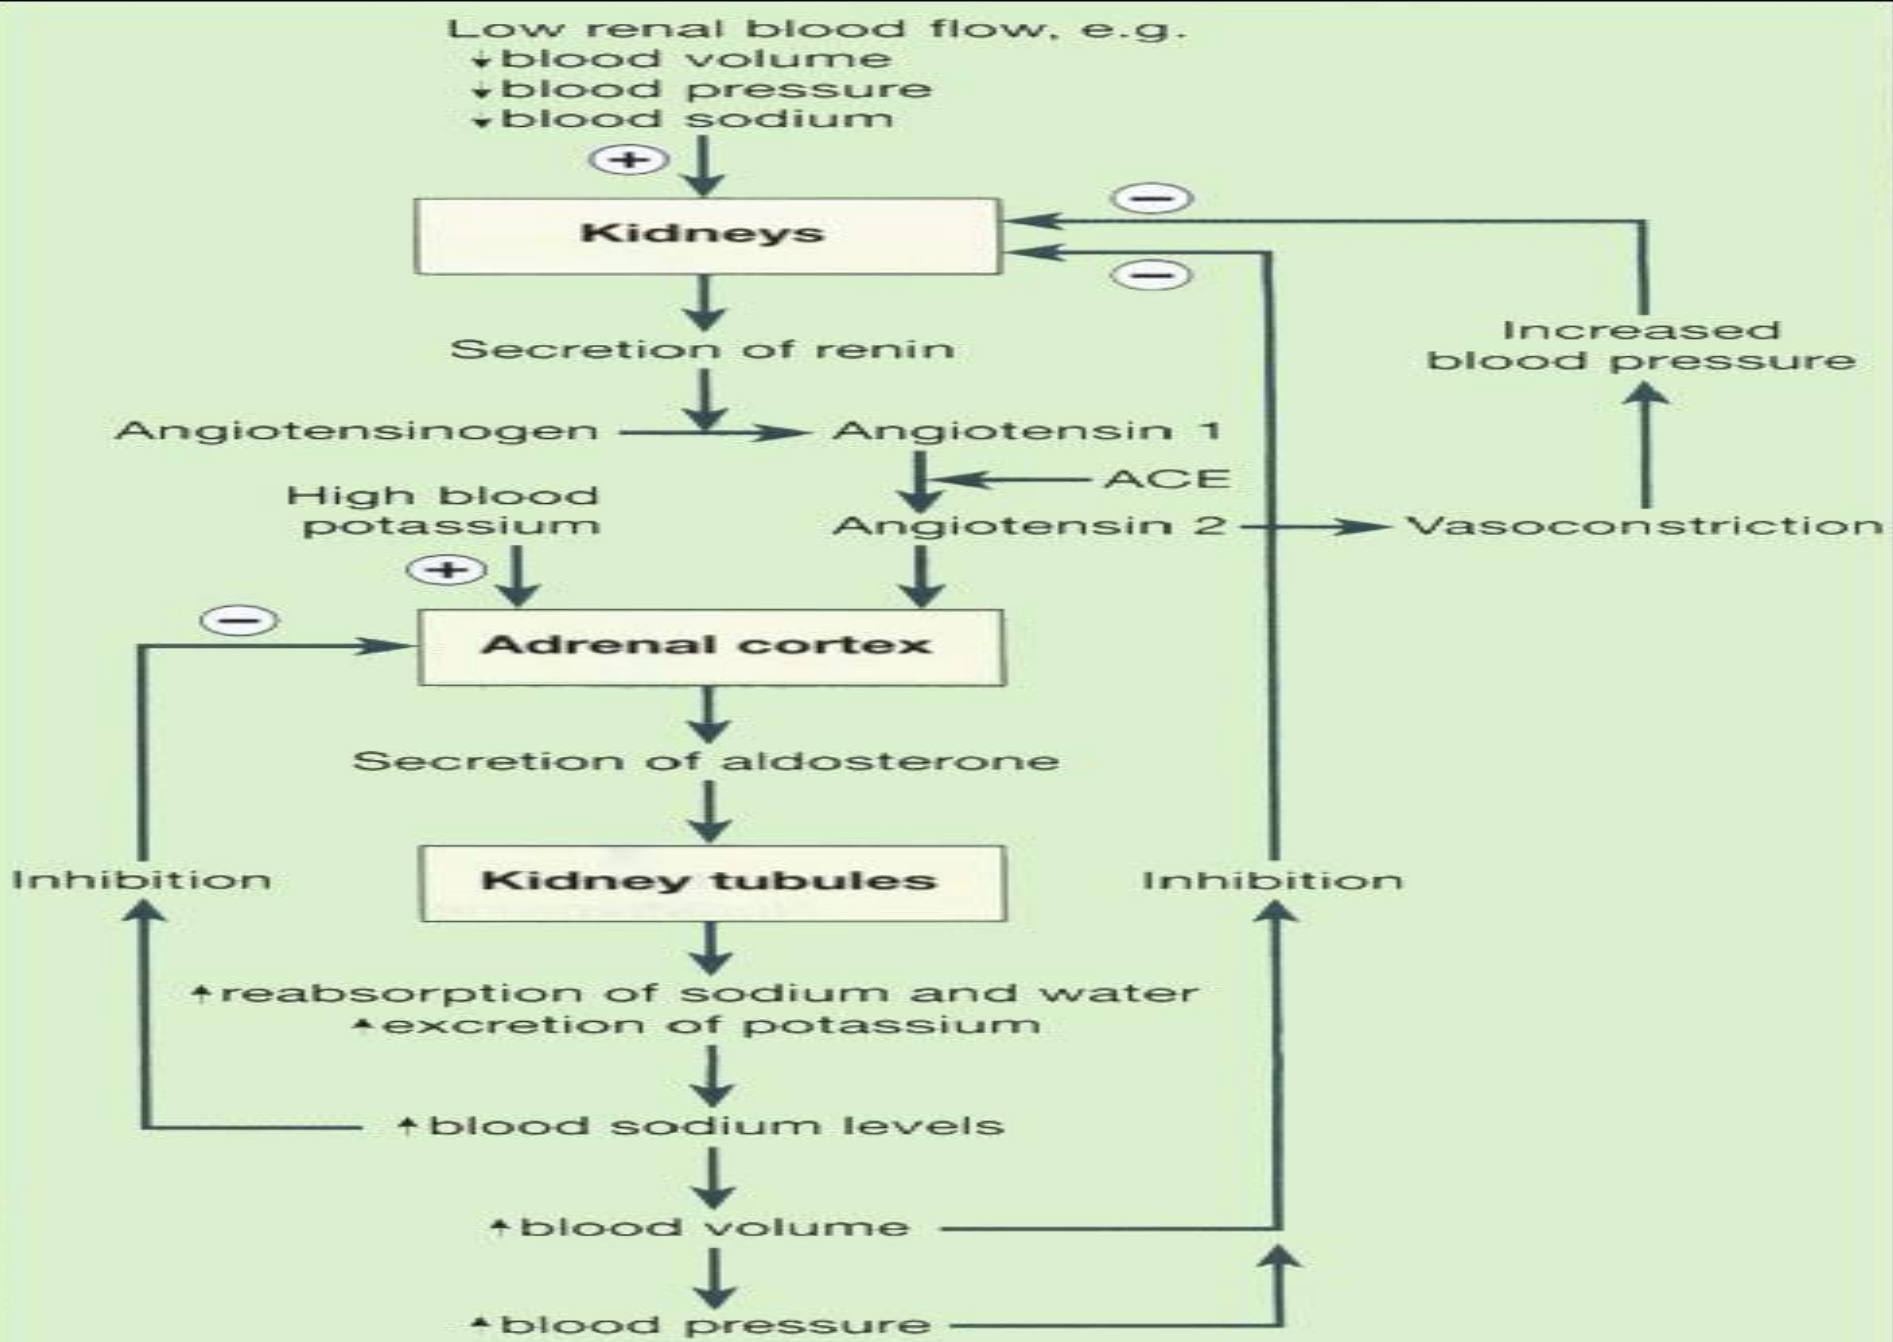 Low renal blood flow, e.g.
↓blood volume
↓blood pressure
↓blood sodium
+
−
Kidneys
−
Secretion of renin
Increased
blood pressure
Angiotensinogen
Angiotensin 1
ACE
High blood
potassium
Angiotensin 2
Vasoconstriction
+
−
Adrenal cortex
Secretion of aldosterone
Inhibition
Kidney tubules
Inhibition
↑reabsorption of sodium and water
↑excretion of potassium
↑blood sodium levels
↑blood volume
↑blood pressure